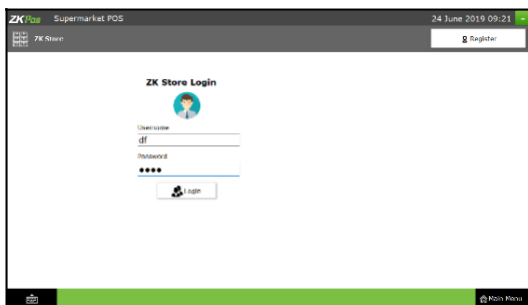 ZKPos Supermarket POS 24 June 2019 09:21
ZK Store Register
ZK Store Login
Username
df
Password
••••
Login
Main Menu